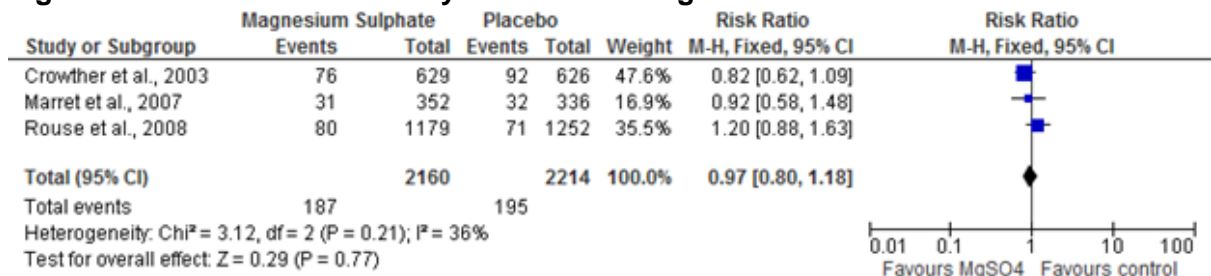 Magnesium Sulphate Placebo Risk Ratio Risk Ratio
Study or Subgroup Events Total Events Total Weight M-H, Fixed, 95% CI M-H, Fixed, 95% CI
Crowther et al., 2003 76 629 92 626 47.6% 0.82 [0.62, 1.09]
Marret et al., 2007 31 352 32 336 16.9% 0.92 [0.58, 1.48]
Rouse et al., 2008 80 1179 71 1252 35.5% 1.20 [0.88, 1.63]
Total (95% CI) 2160 2214 100.0% 0.97 [0.80, 1.18]
Total events 187 195
Heterogeneity: Chi² = 3.12, df = 2 (P = 0.21); I² = 36%
Test for overall effect: Z = 0.29 (P = 0.77)
0.01 0.1 1 10 100
Favours MgSO4 Favours control